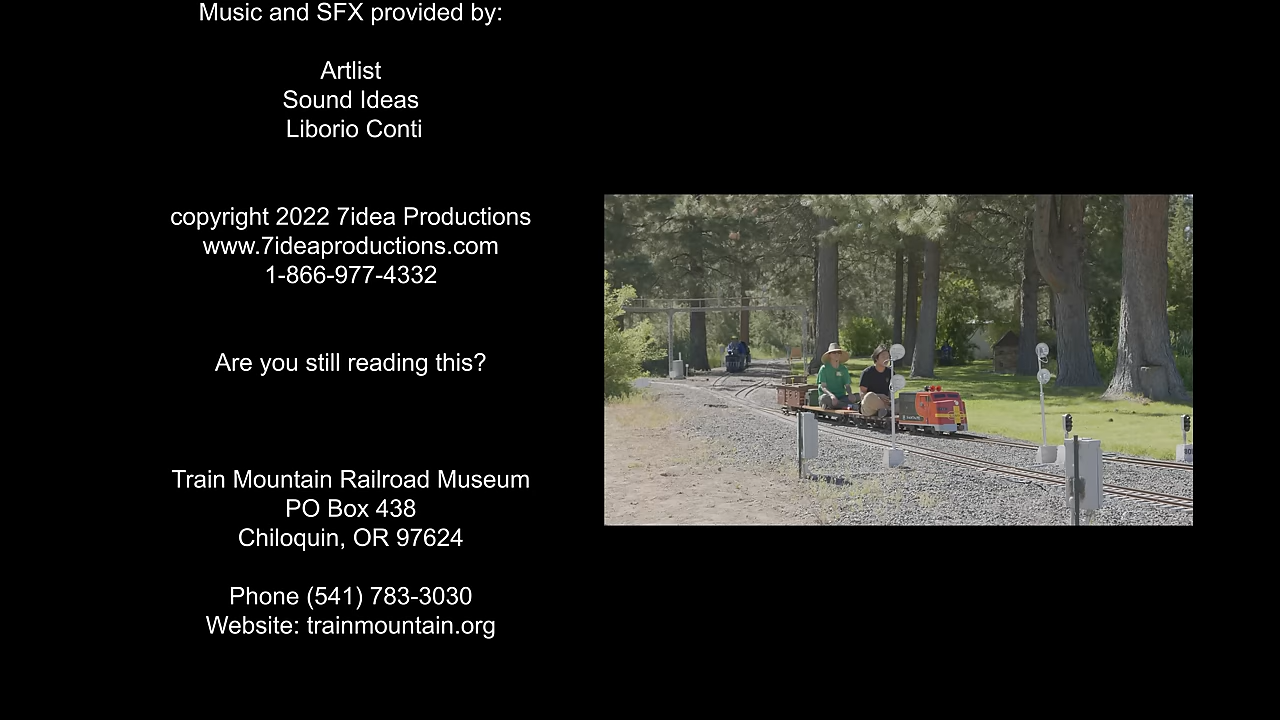 Music and SFX provided by:
Artlist
Sound Ideas
Liborio Conti
copyright 2022 7idea Productions
www.7ideaproductions.com
1-866-977-4332
Are you still reading this?
Train Mountain Railroad Museum
PO Box 438
Chiloquin, OR 97624
Phone (541) 783-3030
Website: trainmountain.org